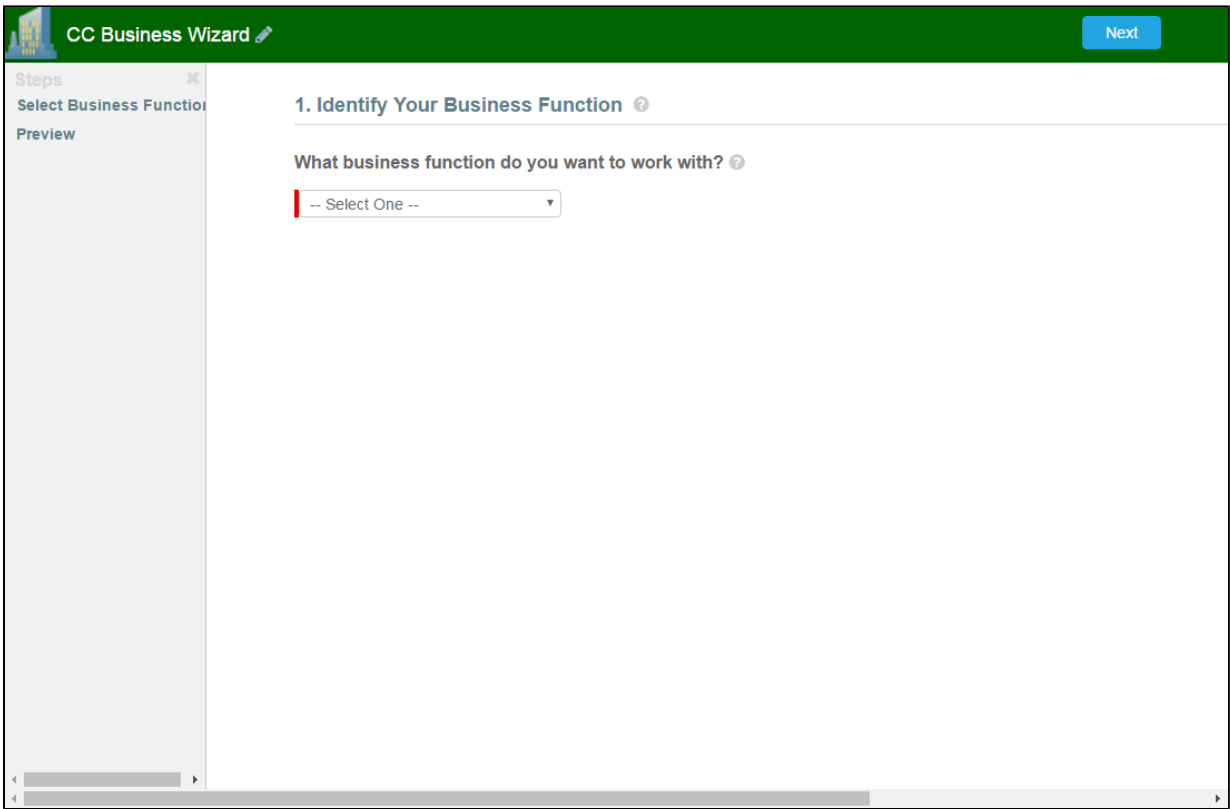 CC Business Wizard
Next
Steps
Select Business Function
Preview
1. Identify Your Business Function
What business function do you want to work with?
-- Select One --